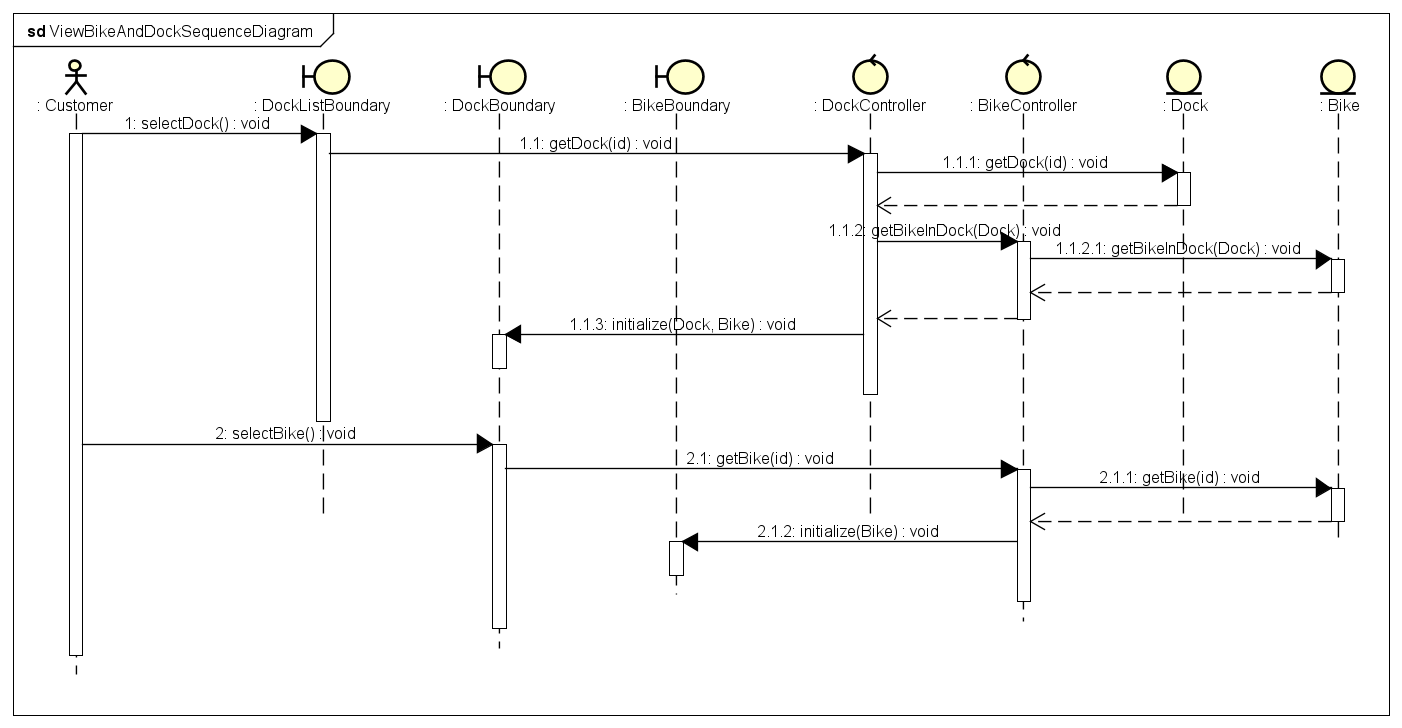 sd ViewBikeAndDockSequenceDiagram
: Customer
: DockListBoundary
: DockBoundary
: BikeBoundary
: DockController
: BikeController
: Dock
: Bike
1: selectDock() : void
1.1: getDock(id) : void
1.1.1: getDock(id) : void
1.1.2: getBikeInDock(Dock) : void
1.1.2.1: getBikeInDock(Dock) : void
1.1.3: initialize(Dock, Bike) : void
2: selectBike() : void
2.1: getBike(id) : void
2.1.1: getBike(id) : void
2.1.2: initialize(Bike) : void